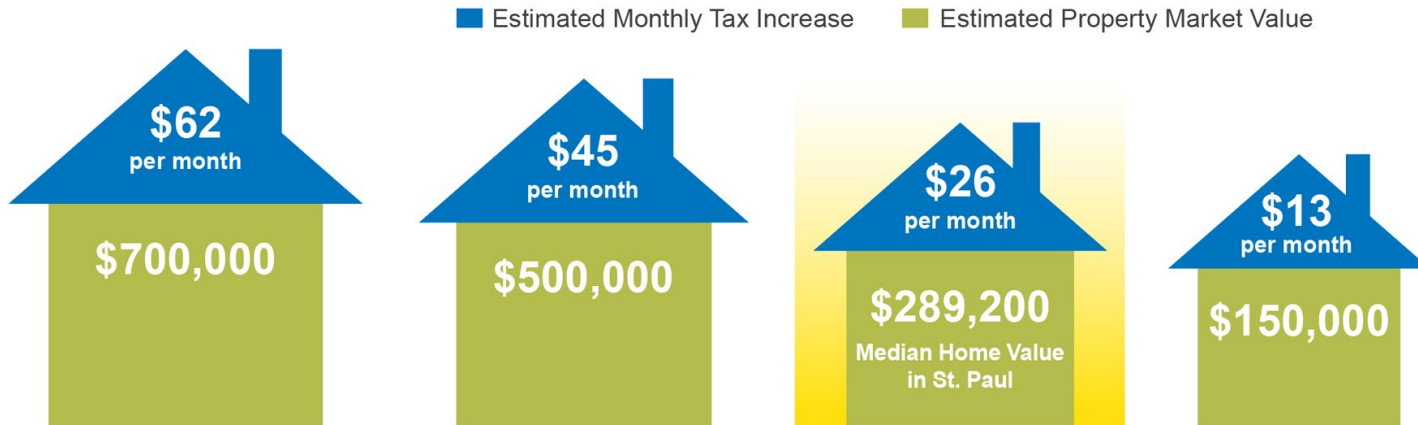 Estimated Monthly Tax Increase
Estimated Property Market Value
$62
per month
$700,000
$45
per month
$500,000
$26
per month
$289,200
Median Home Value
in St. Paul
$13
per month
$150,000